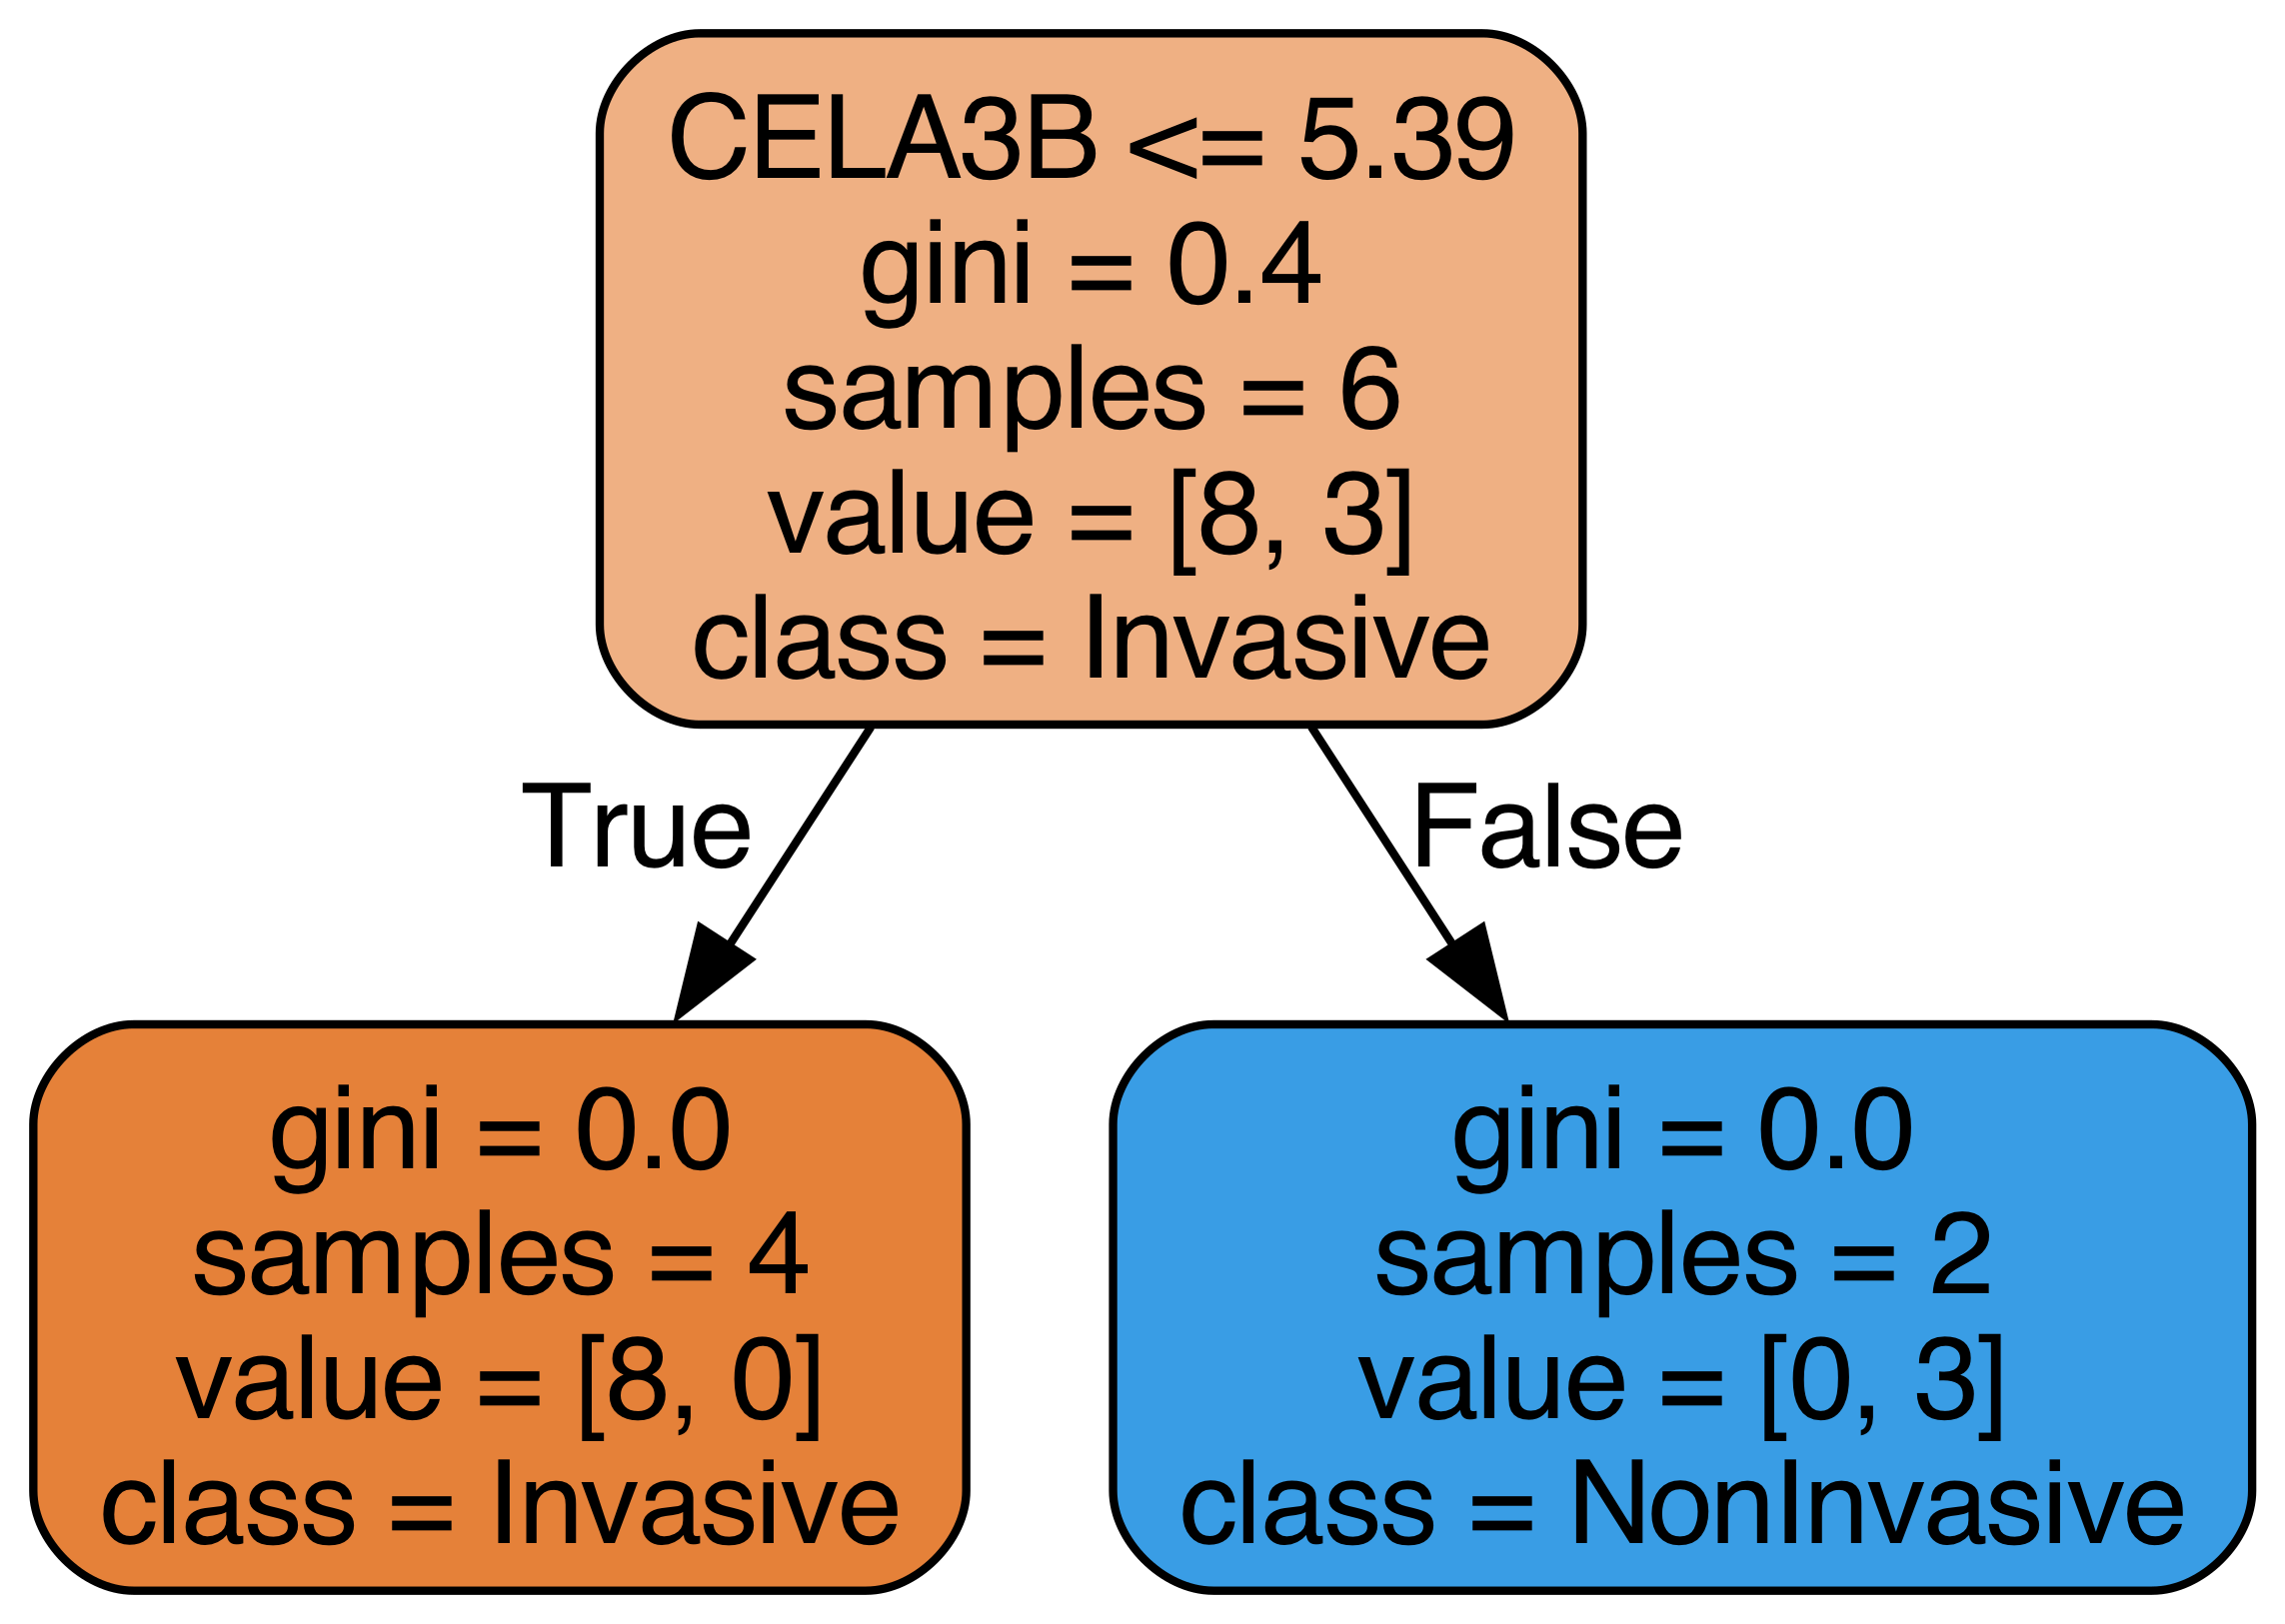 CELA3B <= 5.39
gini = 0.4
samples = 6
value = [8, 3]
class = Invasive
True
False
gini = 0.0
samples = 4
value = [8, 0]
class = Invasive
gini = 0.0
samples = 2
value = [0, 3]
class = NonInvasive